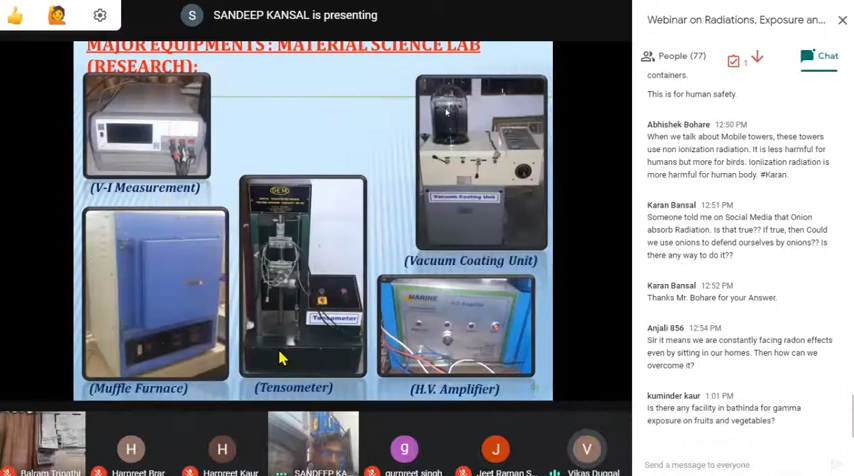 SANDEEP KANSAL is presenting
S
MAJOR EQUIPMENTS : MATERIAL SCIENCE LAB
(RESEARCH):
(V-I Measurement)
(Muffle Furnace)
GEM
Tensometer
(Tensometer)
Vacuum Coating Unit
(Vacuum Coating Unit)
MARINE
H.V. Amplifier
(H.V. Amplifier)
Webinar on Radiations, Exposure an...
People (77)
1
Chat
containers.
This is for human safety.
Abhishek Bohare 12:50 PM
When we talk about Mobile towers, these towers
use non ionization radiation. It is less harmful for
humans but more for birds. Ioniization radiation is
more harmful for human body. #Karan.
Karan Bansal 12:51 PM
Someone told me on Social Media that Onion
absorb Radiation. Is that true?? If true, then Could
we use onions to defend ourselves by onions? Is
there any way to do it??
Karan Bansal 12:52 PM
Thanks Mr. Bohare for your Answer.
Anjali 856 12:54 PM
Sir it means we are constantly facing radon effects
even by sitting in our homes. Then how can we
overcome it?
kuminder kaur 1:01 PM
Is there any facility in bathinda for gamma
exposure on fruits and vegetables?
Send a message to everyone
H
H
g
J
V
Balram Tripathi
Harpreet Brar
Harpreet Kaur
SANDEEP KA...
gurpreet singh
Jeet Raman Sin...
Vikas Duggal